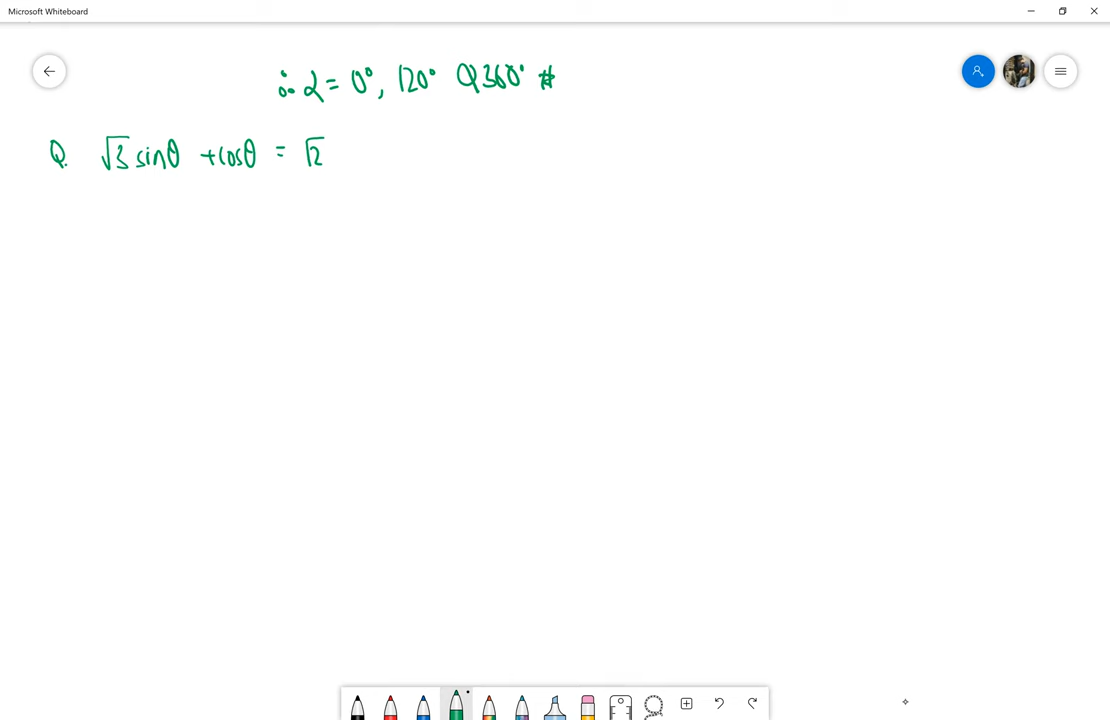 Microsoft Whiteboard
∴ α = 0°, 120° Q 360° #
Q. √3 sinθ + cosθ = √2